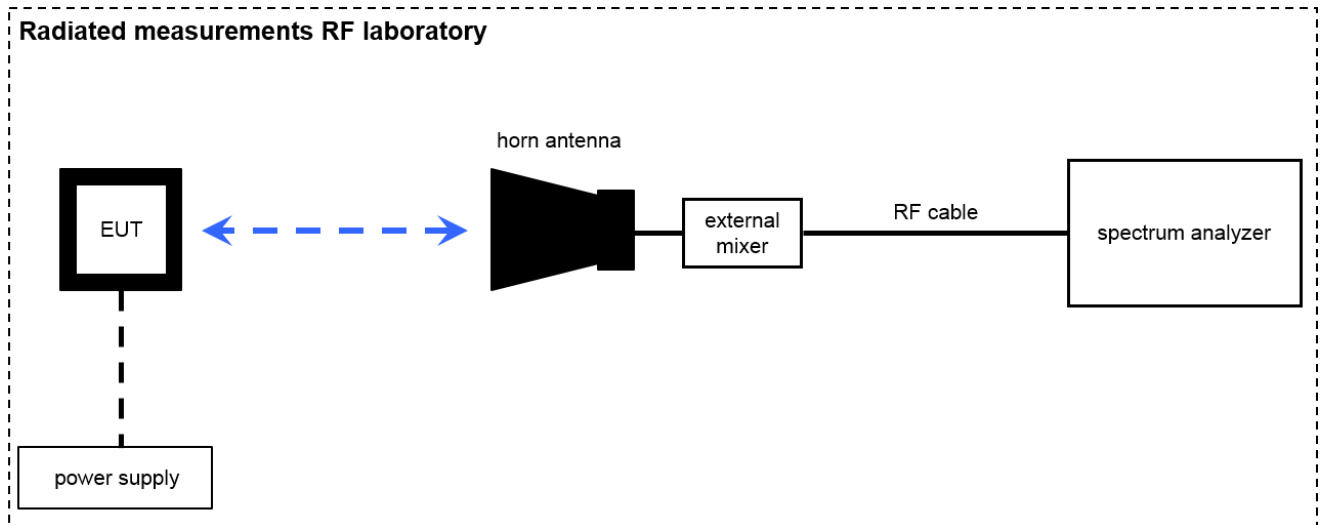 Radiated measurements RF laboratory
horn antenna
EUT
external
mixer
RF cable
spectrum analyzer
power supply